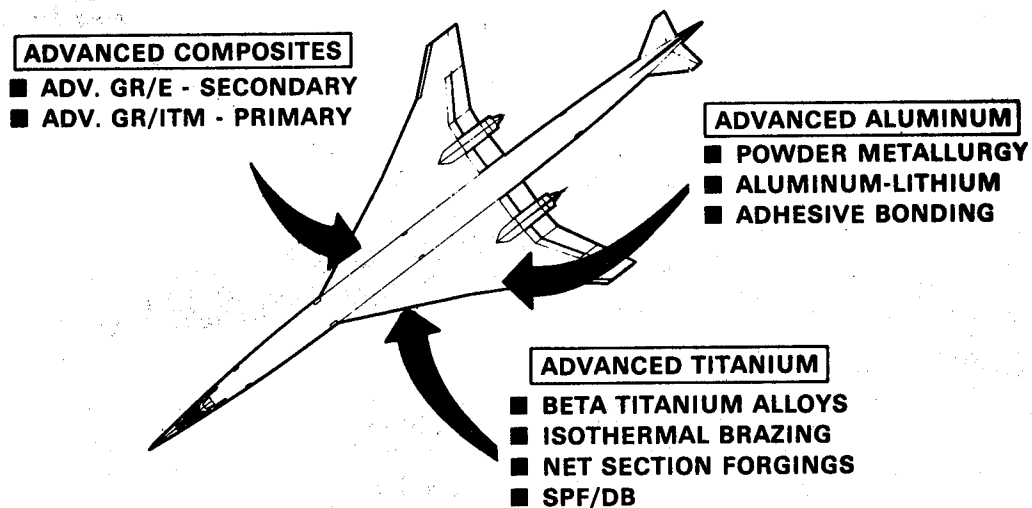 ADVANCED COMPOSITES
■ ADV. GR/E - SECONDARY
■ ADV. GR/ITM - PRIMARY
ADVANCED ALUMINUM
■ POWDER METALLURGY
■ ALUMINUM-LITHIUM
■ ADHESIVE BONDING
ADVANCED TITANIUM
■ BETA TITANIUM ALLOYS
■ ISOTHERMAL BRAZING
■ NET SECTION FORGINGS
■ SPF/DB